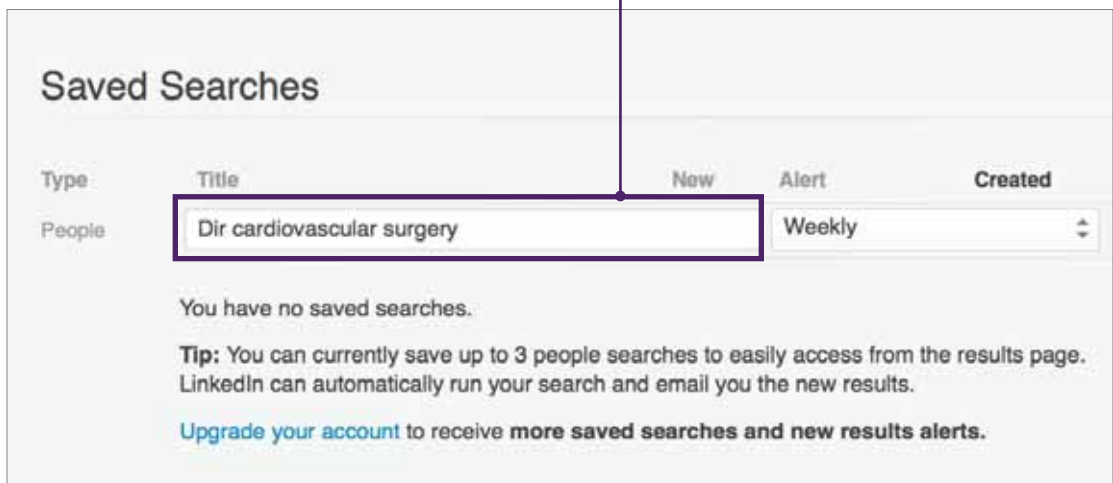 Saved Searches
Type Title New Alert Created
People Dir cardiovascular surgery Weekly
You have no saved searches.
Tip: You can currently save up to 3 people searches to easily access from the results page.
LinkedIn can automatically run your search and email you the new results.
Upgrade your account to receive more saved searches and new results alerts.